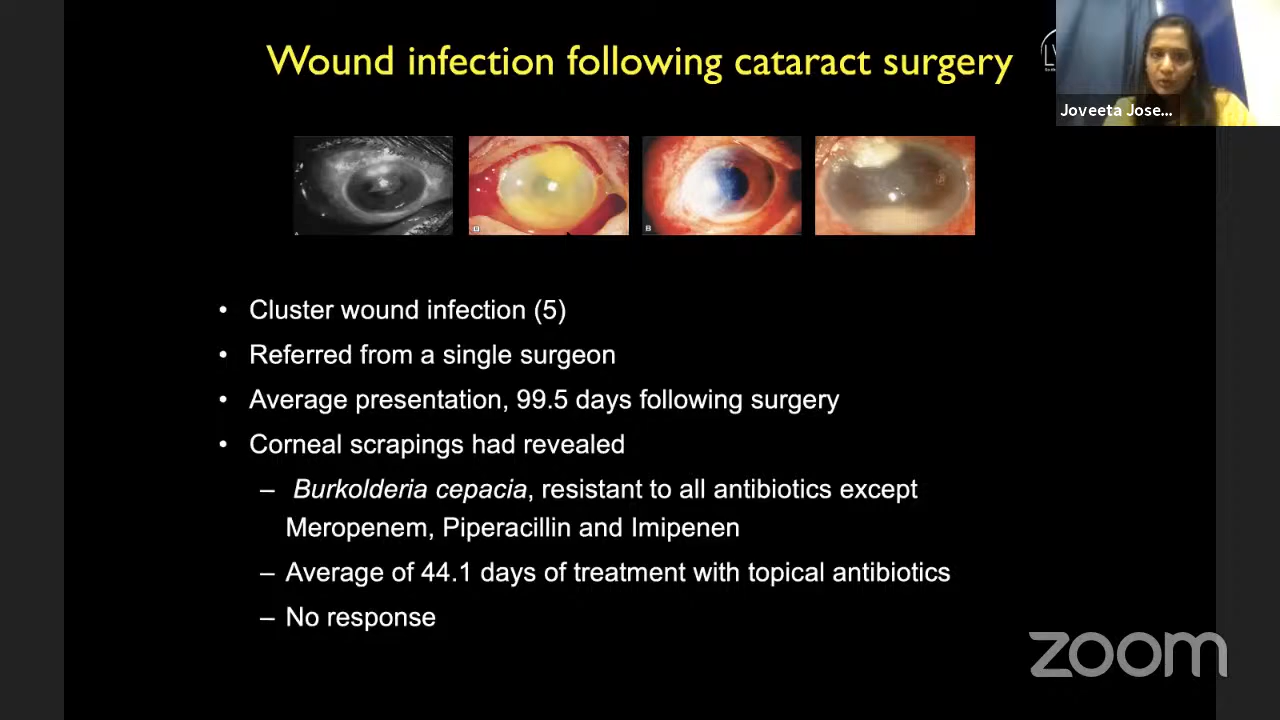 Wound infection following cataract surgery
Joveeta Jose...
• Cluster wound infection (5)
• Referred from a single surgeon
• Average presentation, 99.5 days following surgery
• Corneal scrapings had revealed
– Burkolderia cepacia, resistant to all antibiotics except
Meropenem, Piperacillin and Imipenen
– Average of 44.1 days of treatment with topical antibiotics
– No response
zoom